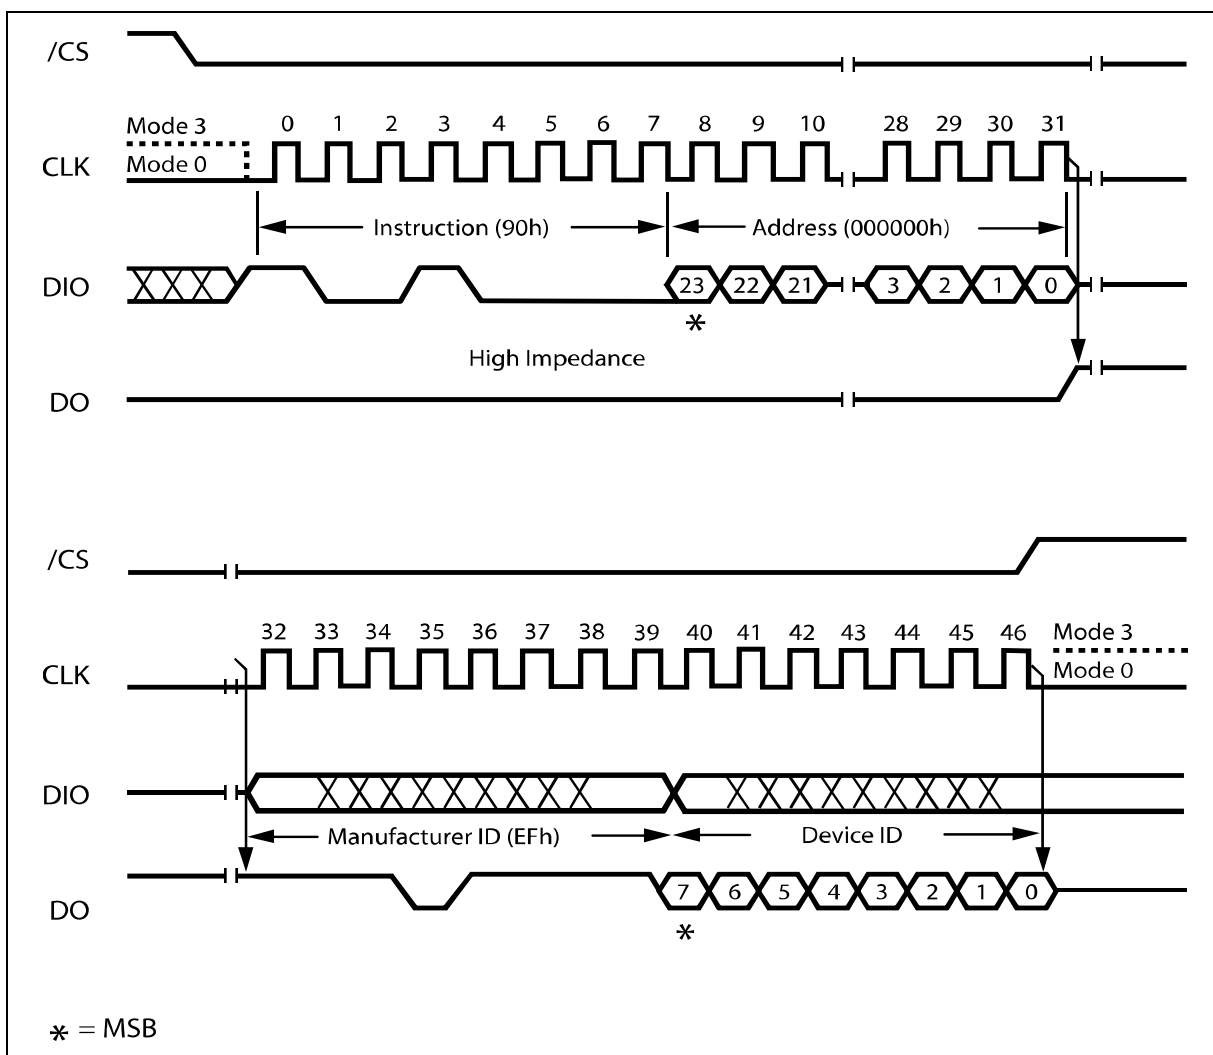 /CS
0 1 2 3 4 5 6 7 8 9 10 28 29 30 31
Mode 3
CLK
Mode 0
Instruction (90h) Address (000000h)
DIO
23 22 21 3 2 1 0
*
High Impedance
DO
/CS
32 33 34 35 36 37 38 39 40 41 42 43 44 45 46
Mode 3
CLK
Mode 0
DIO
Manufacturer ID (EFh) Device ID
DO
7 6 5 4 3 2 1 0
*
* = MSB